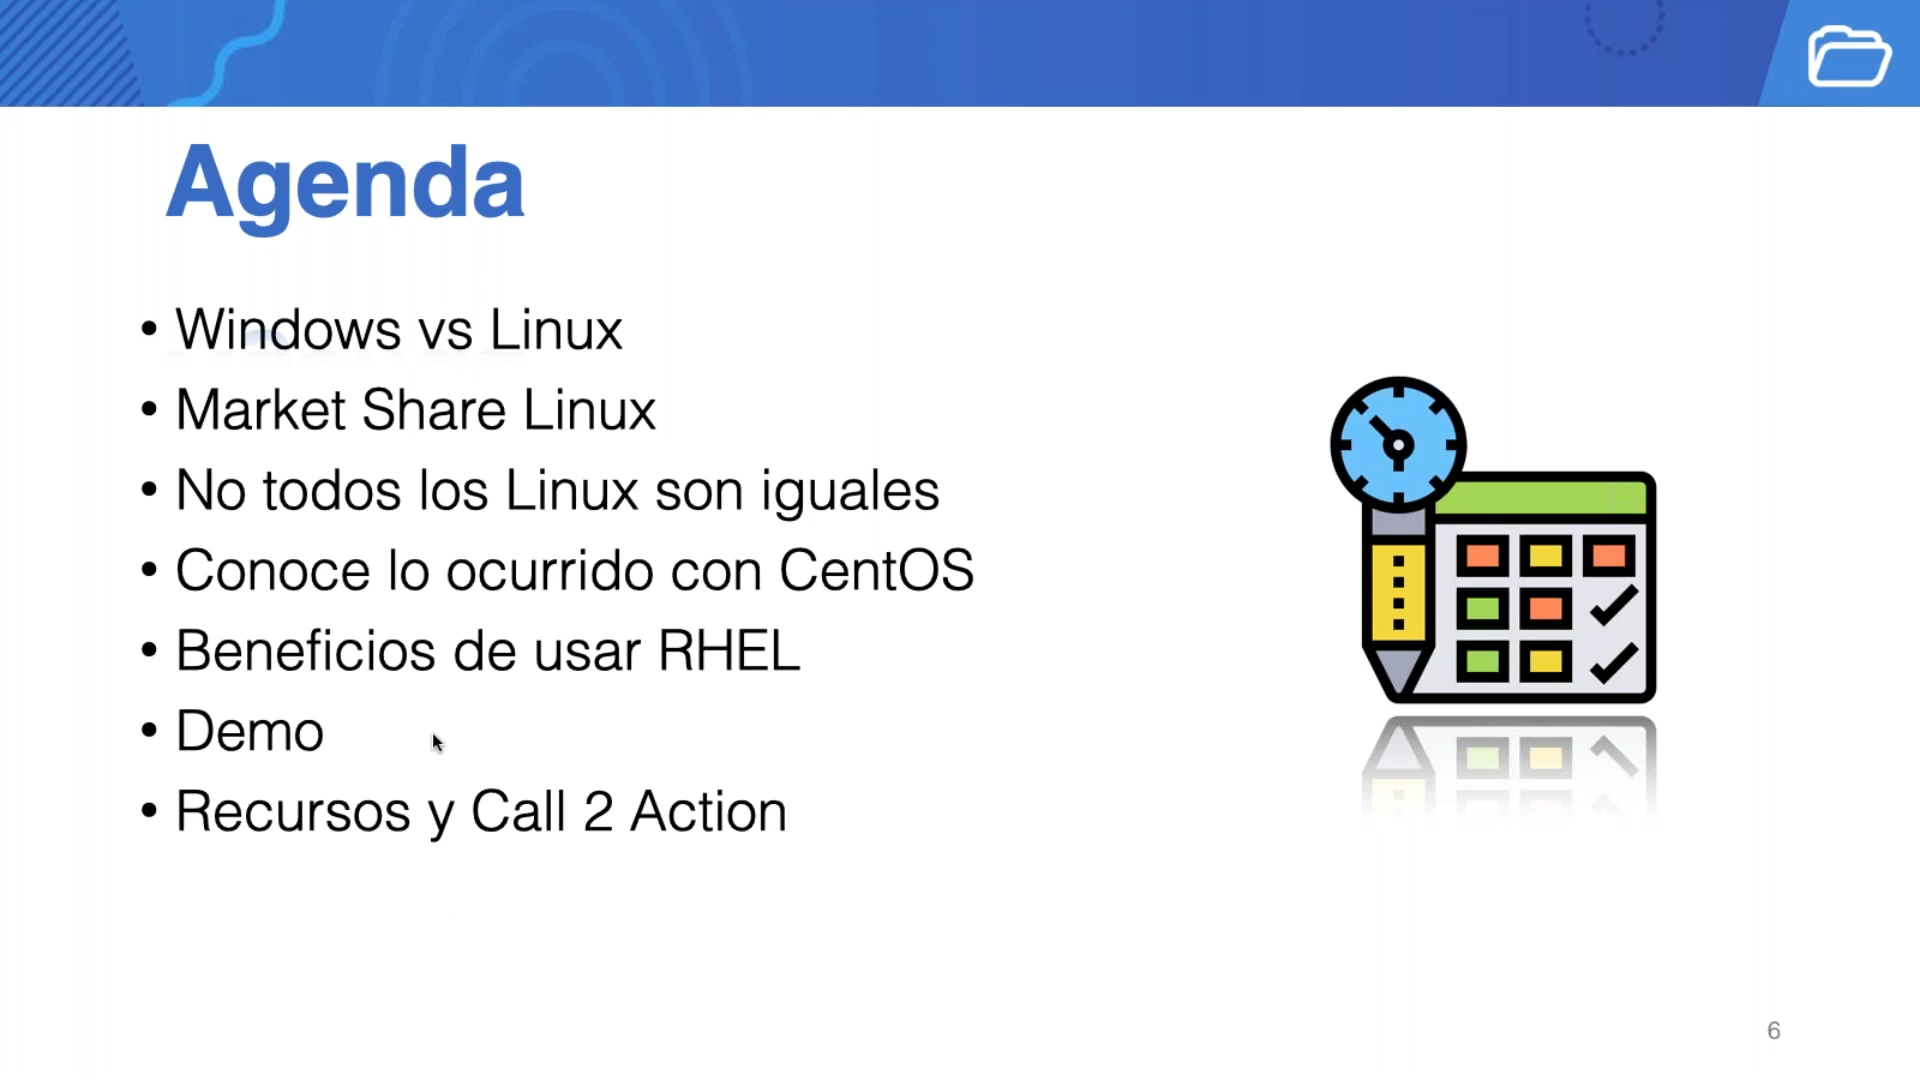 Agenda
• Windows vs Linux
• Market Share Linux
• No todos los Linux son iguales
• Conoce lo ocurrido con CentOS
• Beneficios de usar RHEL
• Demo
• Recursos y Call 2 Action
6